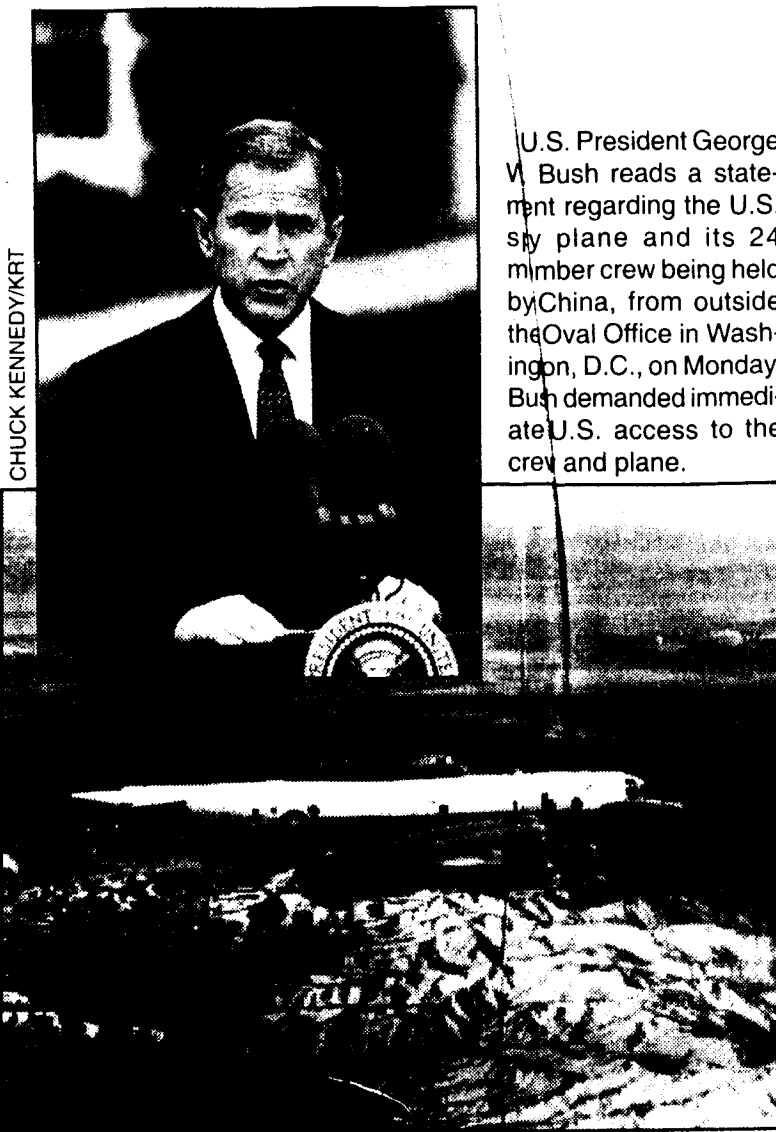 CHUCK KENNEDY/KRT
U.S. President George
W. Bush reads a state-
ment regarding the U.S.
spy plane and its 24
member crew being held
by China, from outside
the Oval Office in Wash-
ington, D.C., on Monday.
Bush demanded immedi-
ate U.S. access to the
crew and plane.
RESIDENT UNITE